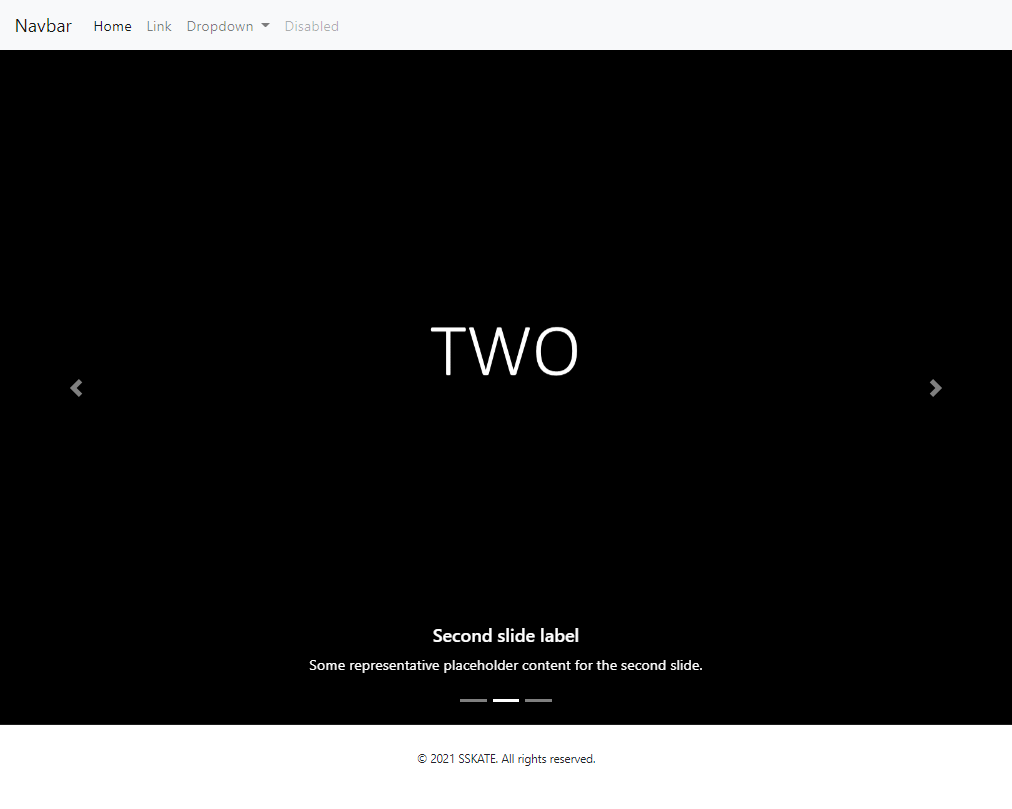 Navbar Home Link Dropdown Disabled
TWO
Second slide label
Some representative placeholder content for the second slide.
© 2021 SSKATE. All rights reserved.